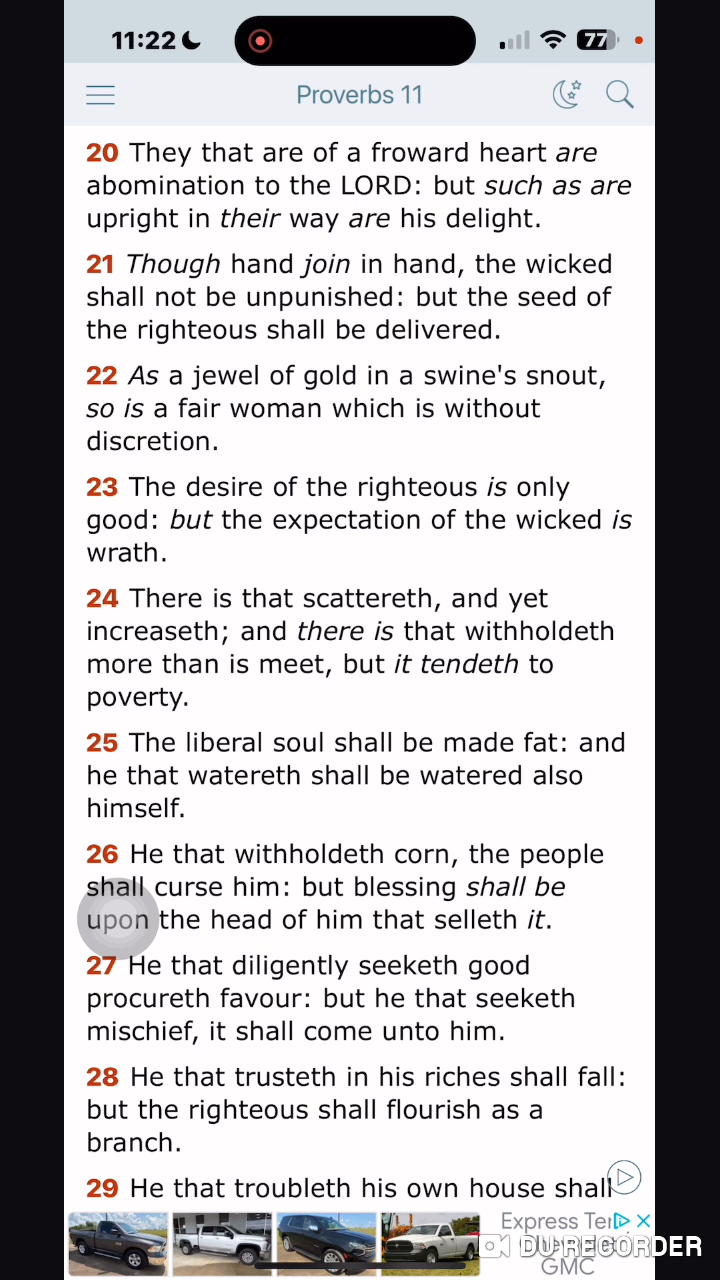 11:22
77
Proverbs 11
20 They that are of a froward heart are
abomination to the LORD: but such as are
upright in their way are his delight.
21 Though hand join in hand, the wicked
shall not be unpunished: but the seed of
the righteous shall be delivered.
22 As a jewel of gold in a swine's snout,
so is a fair woman which is without
discretion.
23 The desire of the righteous is only
good: but the expectation of the wicked is
wrath.
24 There is that scattereth, and yet
increaseth; and there is that withholdeth
more than is meet, but it tendeth to
poverty.
25 The liberal soul shall be made fat: and
he that watereth shall be watered also
himself.
26 He that withholdeth corn, the people
shall curse him: but blessing shall be
upon the head of him that selleth it.
27 He that diligently seeketh good
procureth favour: but he that seeketh
mischief, it shall come unto him.
28 He that trusteth in his riches shall fall:
but the righteous shall flourish as a
branch.
29 He that troubleth his own house shall
Express
DU RECORDER
GMC